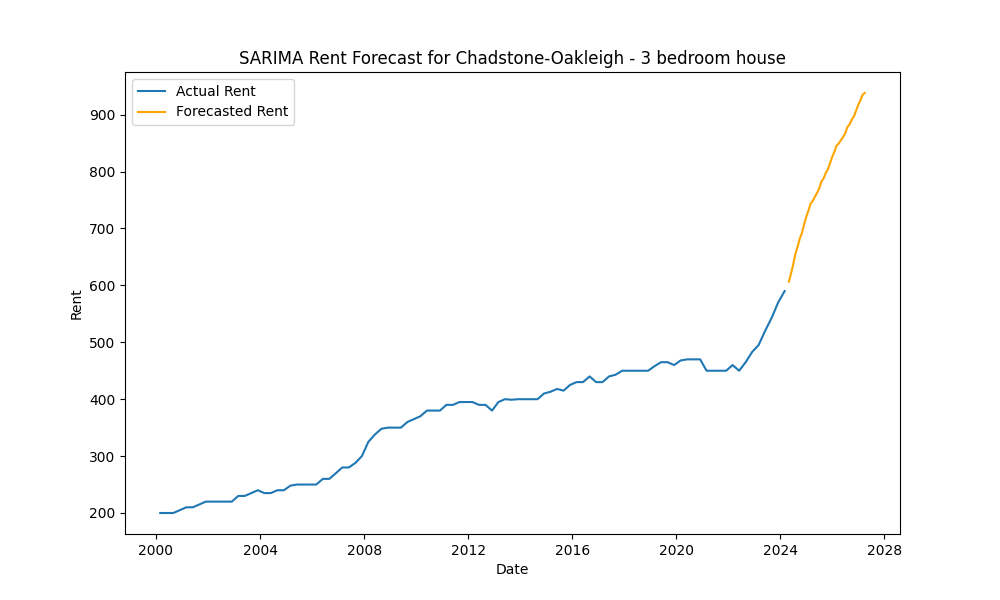 SARIMA Rent Forecast for Chadstone-Oakleigh - 3 bedroom house
Actual Rent
Forecasted Rent
900
800
700
600
500
400
300
200
Rent
2000 2004 2008 2012 2016 2020 2024 2028
Date